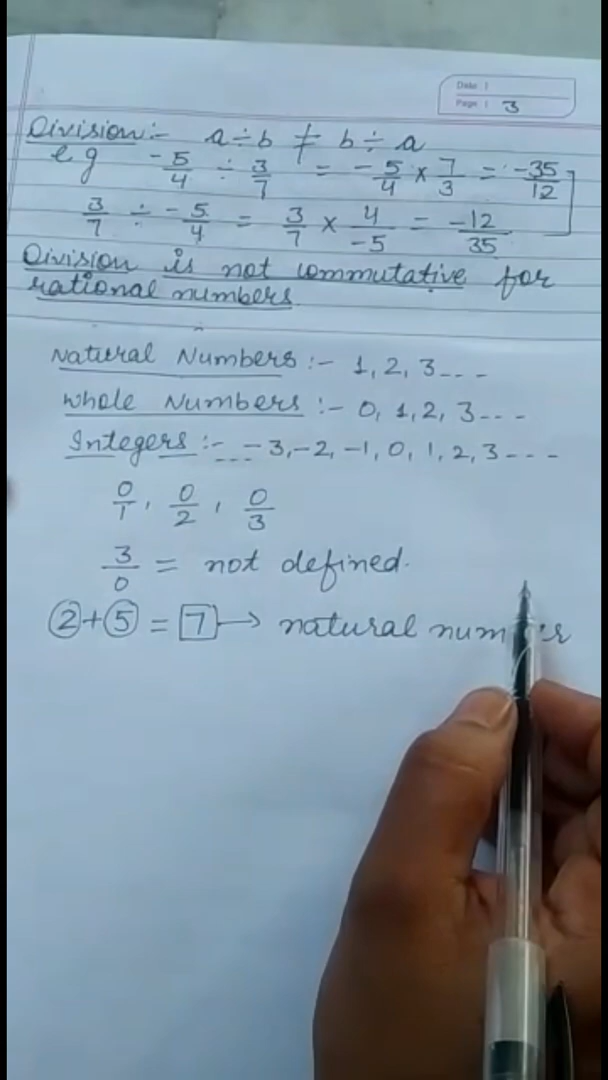 Date |
Page | 3
Division:- a÷b ≠ b÷a
eg -5/4 ÷ 3/7 = -5/4 × 7/3 = -35/12
3/7 ÷ -5/4 = 3/7 × 4/-5 = -12/35
Division is not commutative for
rational numbers
Natural Numbers:- 1, 2, 3---
Whole Numbers:- 0, 1, 2, 3---
Integers:- ---3,-2,-1,0,1,2,3---
0/1, 0/2, 0/3
3/0 = not defined.
2+5 = 7 → natural number